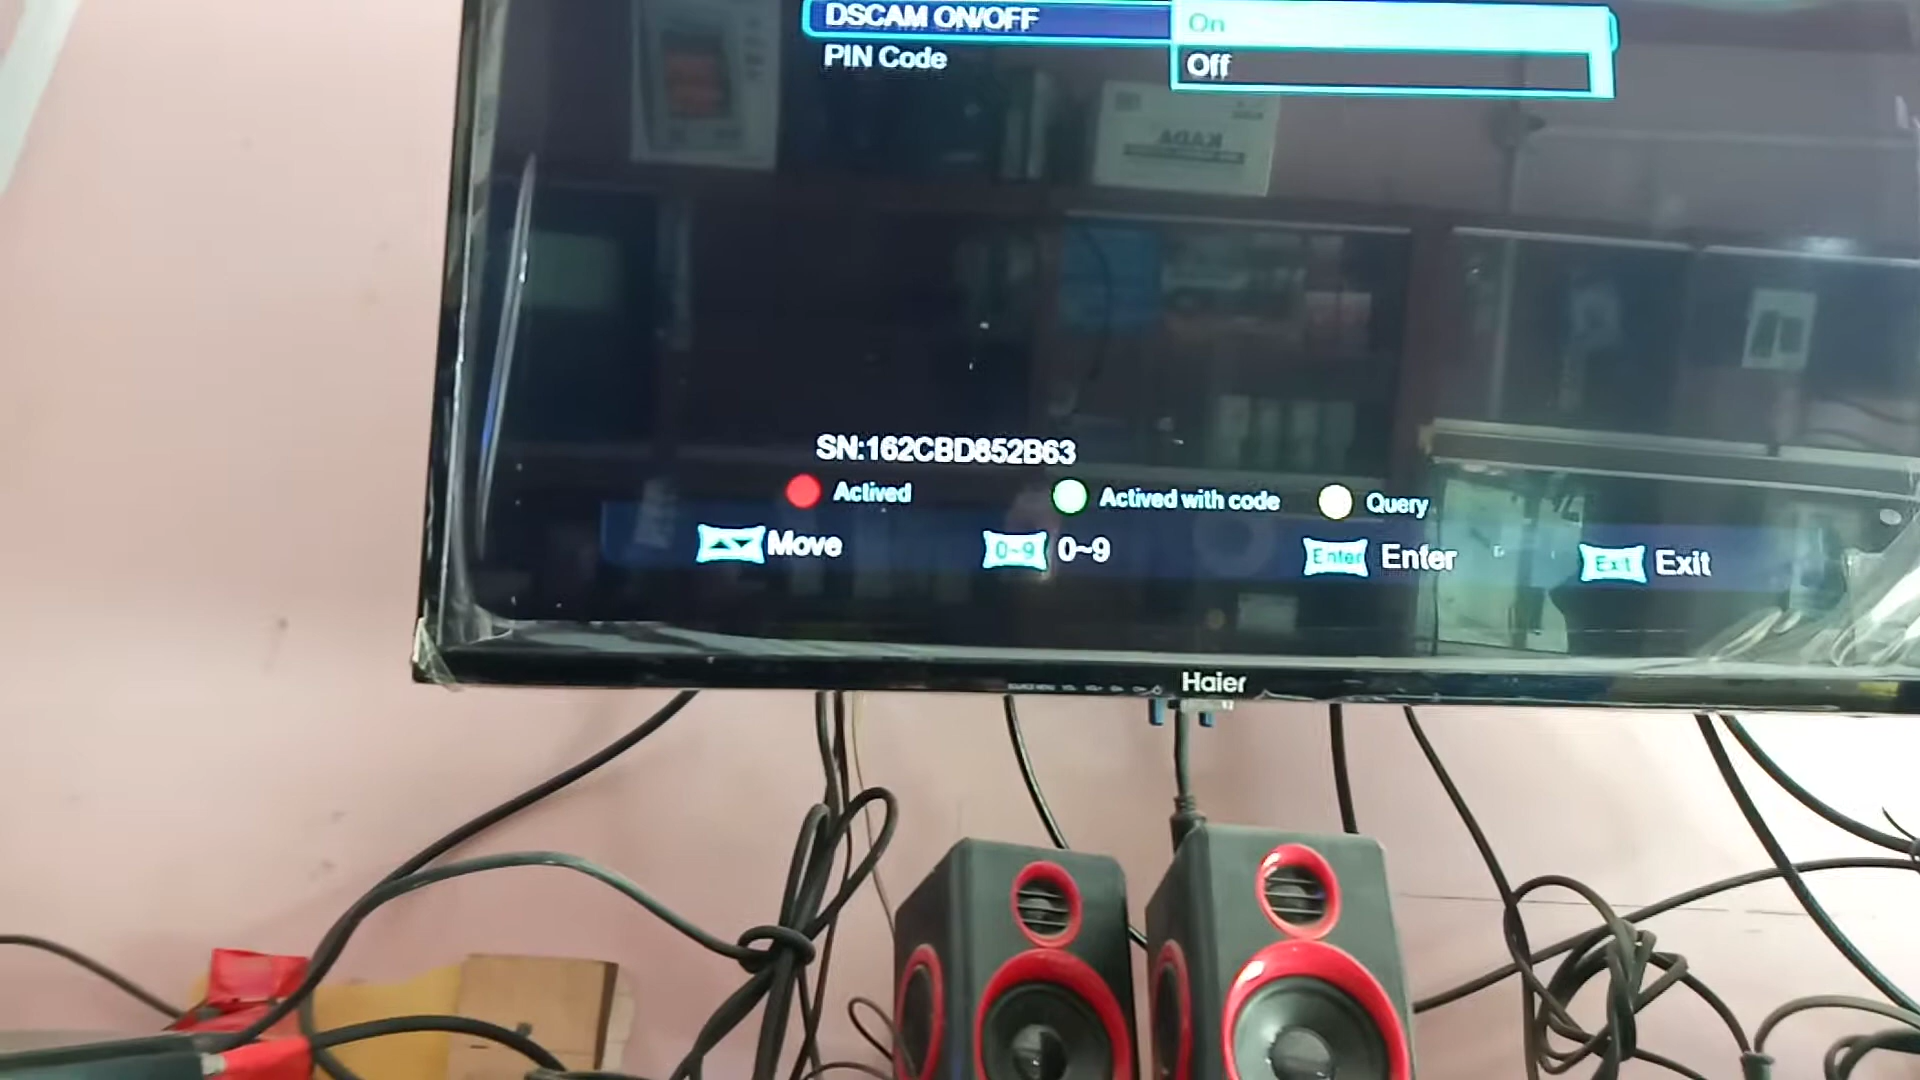 DSCAM ON/OFF On
PIN Code Off
KADA
SN:162CBD852B63
Actived Actived with code Query
Move 0~9 0~9 Enter Enter Exit Exit
Haier